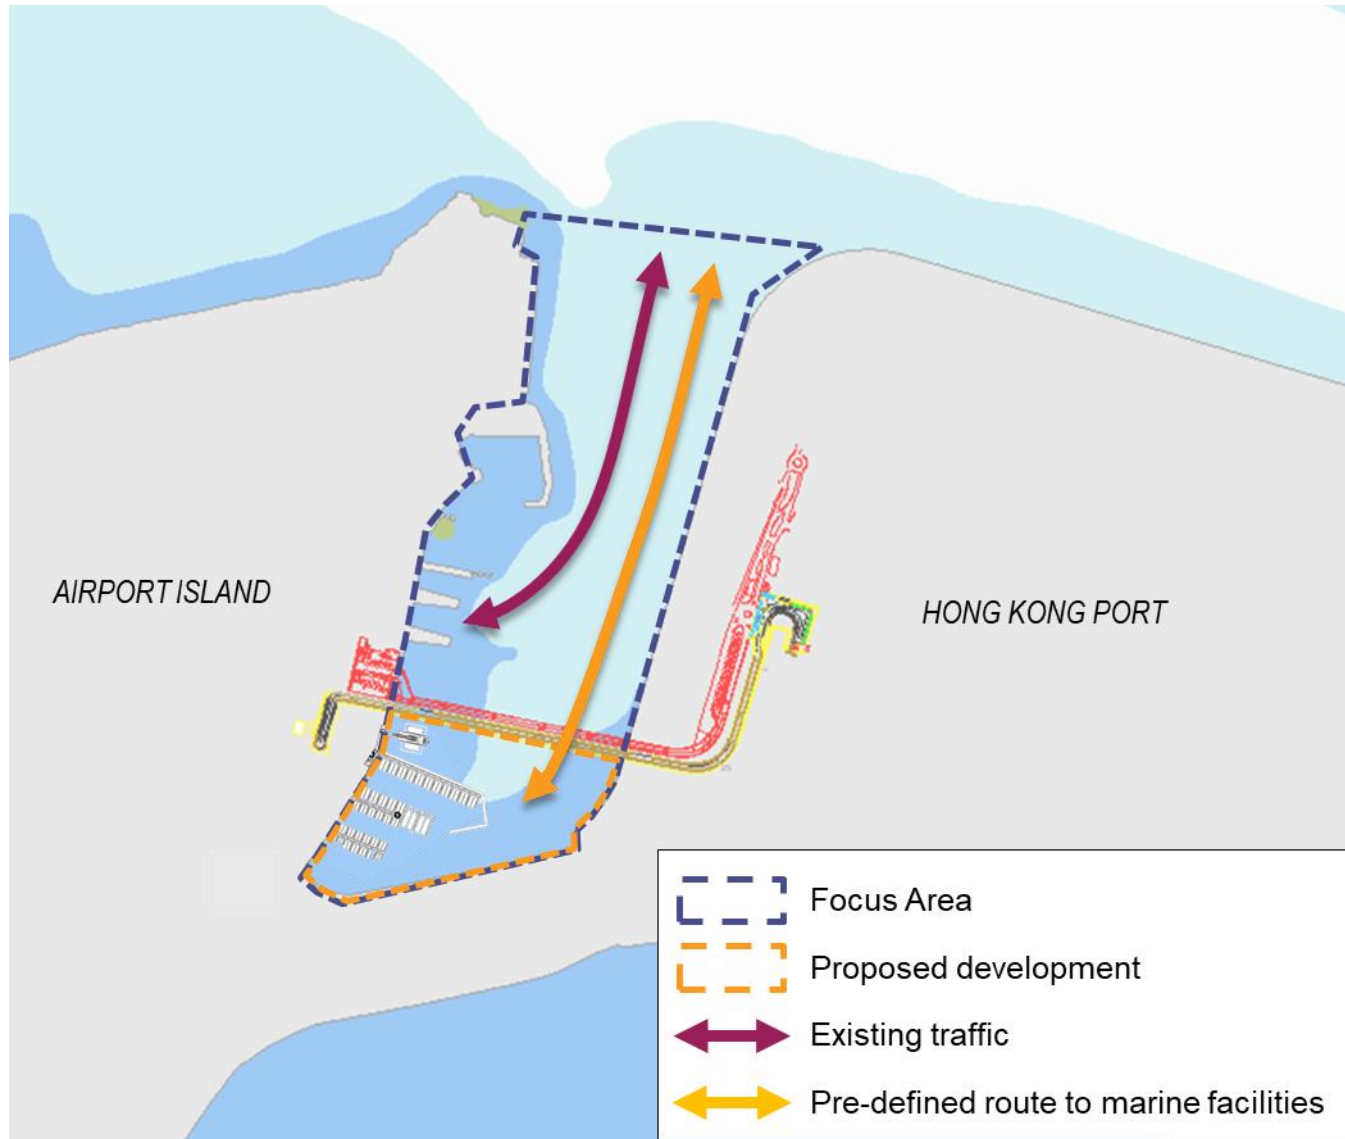 AIRPORT ISLAND
HONG KONG PORT
Focus Area
Proposed development
Existing traffic
Pre-defined route to marine facilities